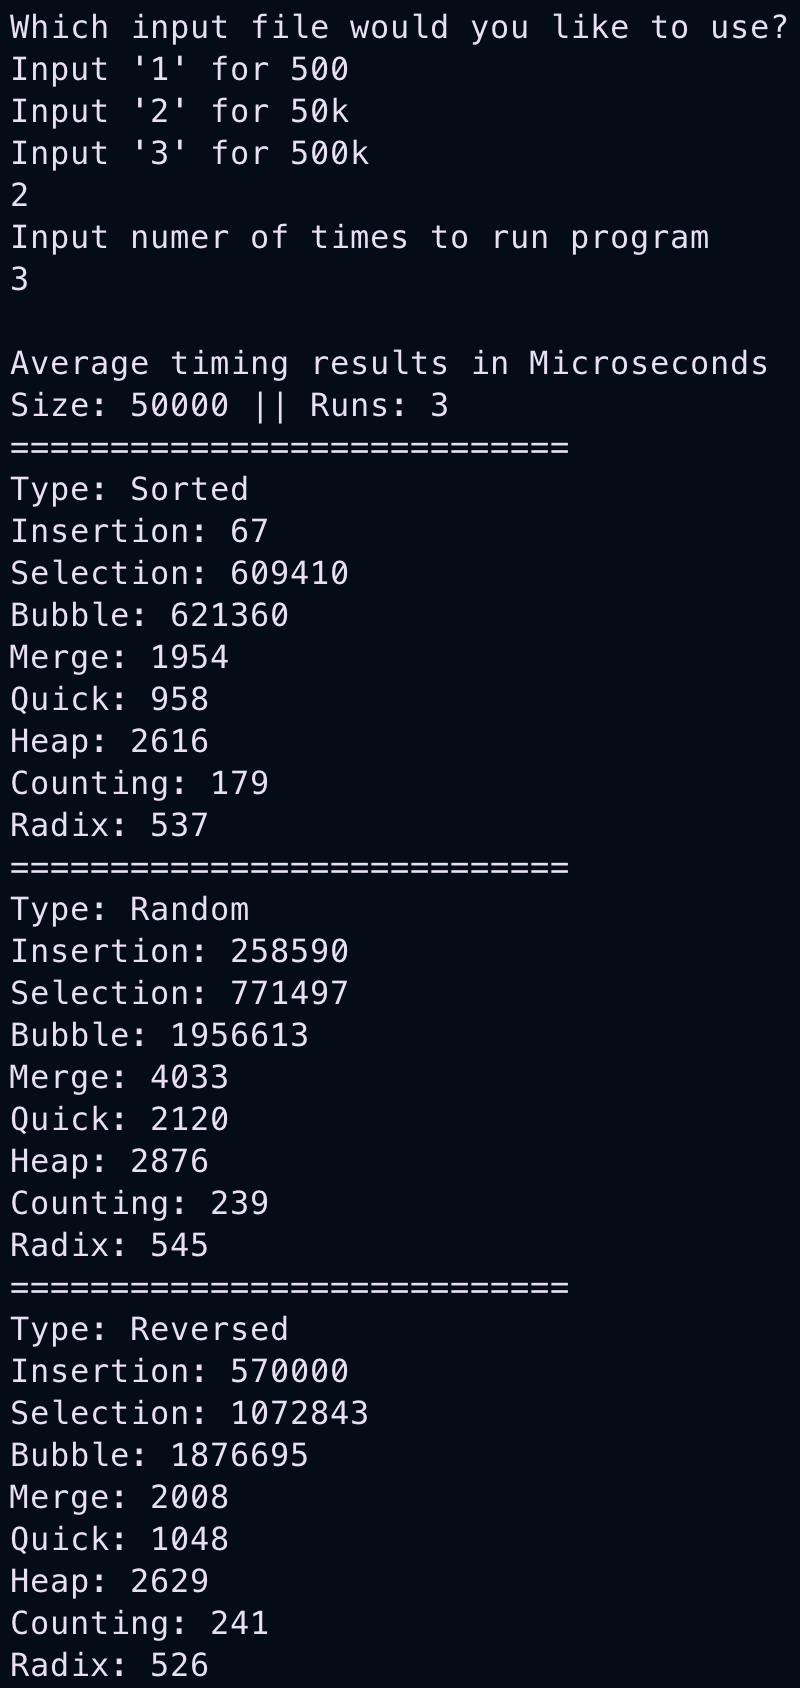 Which input file would you like to use?
Input '1' for 500
Input '2' for 50k
Input '3' for 500k
2
Input numer of times to run program
3

Average timing results in Microseconds
Size: 50000 || Runs: 3
============================
Type: Sorted
Insertion: 67
Selection: 609410
Bubble: 621360
Merge: 1954
Quick: 958
Heap: 2616
Counting: 179
Radix: 537
============================
Type: Random
Insertion: 258590
Selection: 771497
Bubble: 1956613
Merge: 4033
Quick: 2120
Heap: 2876
Counting: 239
Radix: 545
============================
Type: Reversed
Insertion: 570000
Selection: 1072843
Bubble: 1876695
Merge: 2008
Quick: 1048
Heap: 2629
Counting: 241
Radix: 526